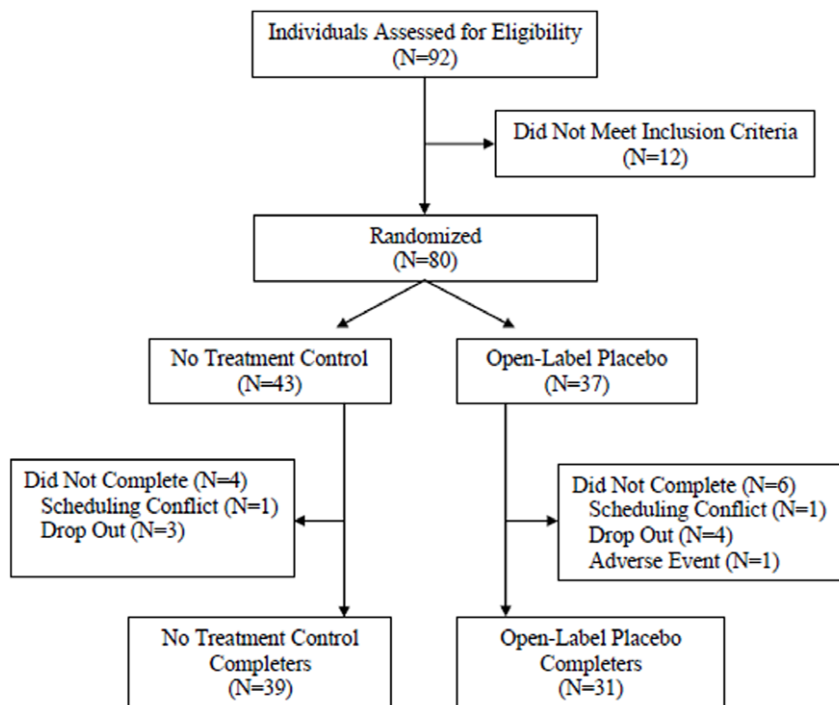 Individuals Assessed for Eligibility
(N=92)
Did Not Meet Inclusion Criteria
(N=12)
Randomized
(N=80)
No Treatment Control
(N=43)
Open-Label Placebo
(N=37)
Did Not Complete (N=4)
Scheduling Conflict (N=1)
Drop Out (N=3)
Did Not Complete (N=6)
Scheduling Conflict (N=1)
Drop Out (N=4)
Adverse Event (N=1)
No Treatment Control
Completers
(N=39)
Open-Label Placebo
Completers
(N=31)